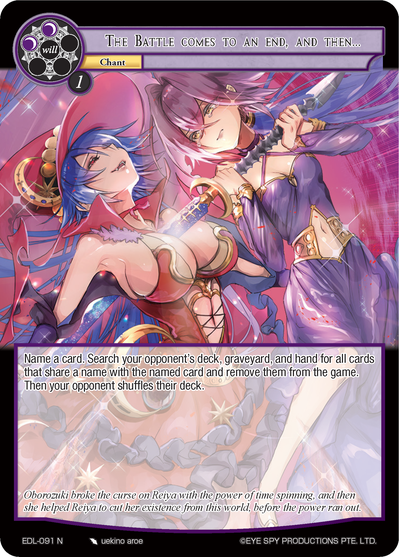 The Battle comes to an end, and then...
will
Chant
1
Name a card. Search your opponent's deck, graveyard, and hand for all cards
that share a name with the named card and remove them from the game.
Then your opponent shuffles their deck.
Oborozuki broke the curse on Reiya with the power of time spinning, and then
she helped Reiya to cut her existence from this world, before the power ran out.
EDL-091 N
uekino aroe
©EYE SPY PRODUCTIONS PTE. LTD.